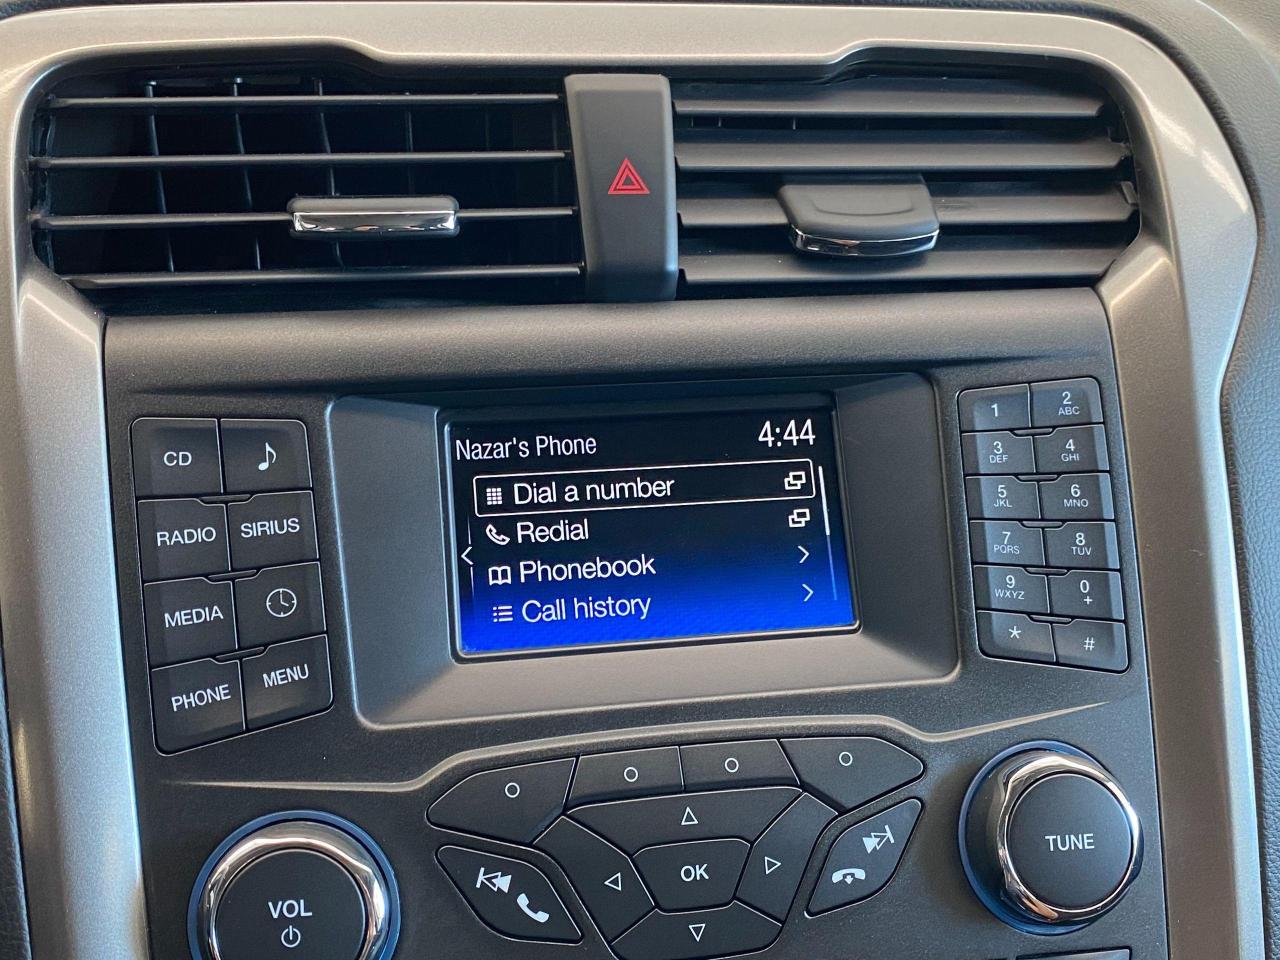 Nazar's Phone 4:44
Dial a number
Redial
Phonebook
Call history
CD
RADIO SIRIUS
MEDIA
PHONE MENU
1 2
ABC
3 4
DEF GHI
5 6
JKL MNO
7 8
PQRS TUV
9 0
WXYZ +
* #
OK
VOL
TUNE